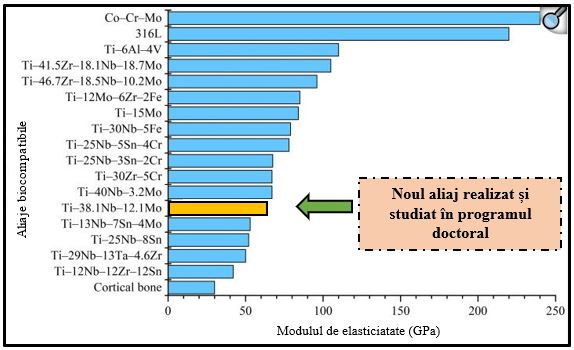 Co–Cr–Mo
316L
Ti–6Al–4V
Ti–41.5Zr–18.1Nb–18.7Mo
Ti–46.7Zr–18.5Nb–10.2Mo
Ti–12Mo–6Zr–2Fe
Ti–15Mo
Ti–30Nb–5Fe
Ti–25Nb–5Sn–4Cr
Ti–25Nb–3Sn–2Cr
Ti–30Zr–5Cr
Ti–40Nb–3.2Mo
Ti–38.1Nb–12.1Mo
Ti–13Nb–7Sn–4Mo
Ti–25Nb–8Sn
Ti–29Nb–13Ta–4.6Zr
Ti–12Nb–12Zr–12Sn
Cortical bone
Aliaje biocompatibile
Noul aliaj realizat și
studiat în programul
doctoral
0 50 100 150 200 250
Modulul de elasticiatate (GPa)